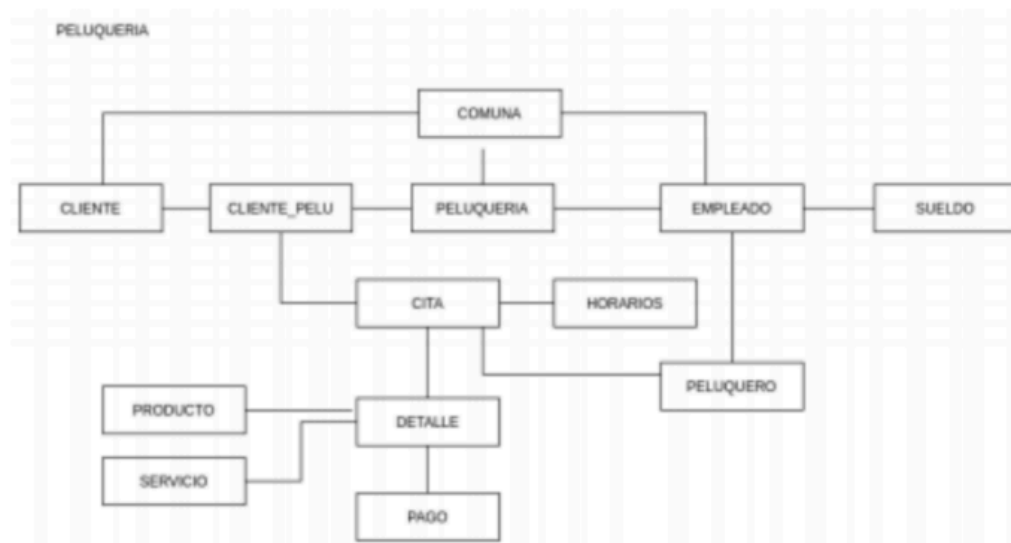 PELUQUERIA
COMUNA
CLIENTE
CLIENTE_PELU
PELUQUERIA
EMPLEADO
SUELDO
CITA
HORARIOS
PELUQUERO
PRODUCTO
DETALLE
SERVICIO
PAGO